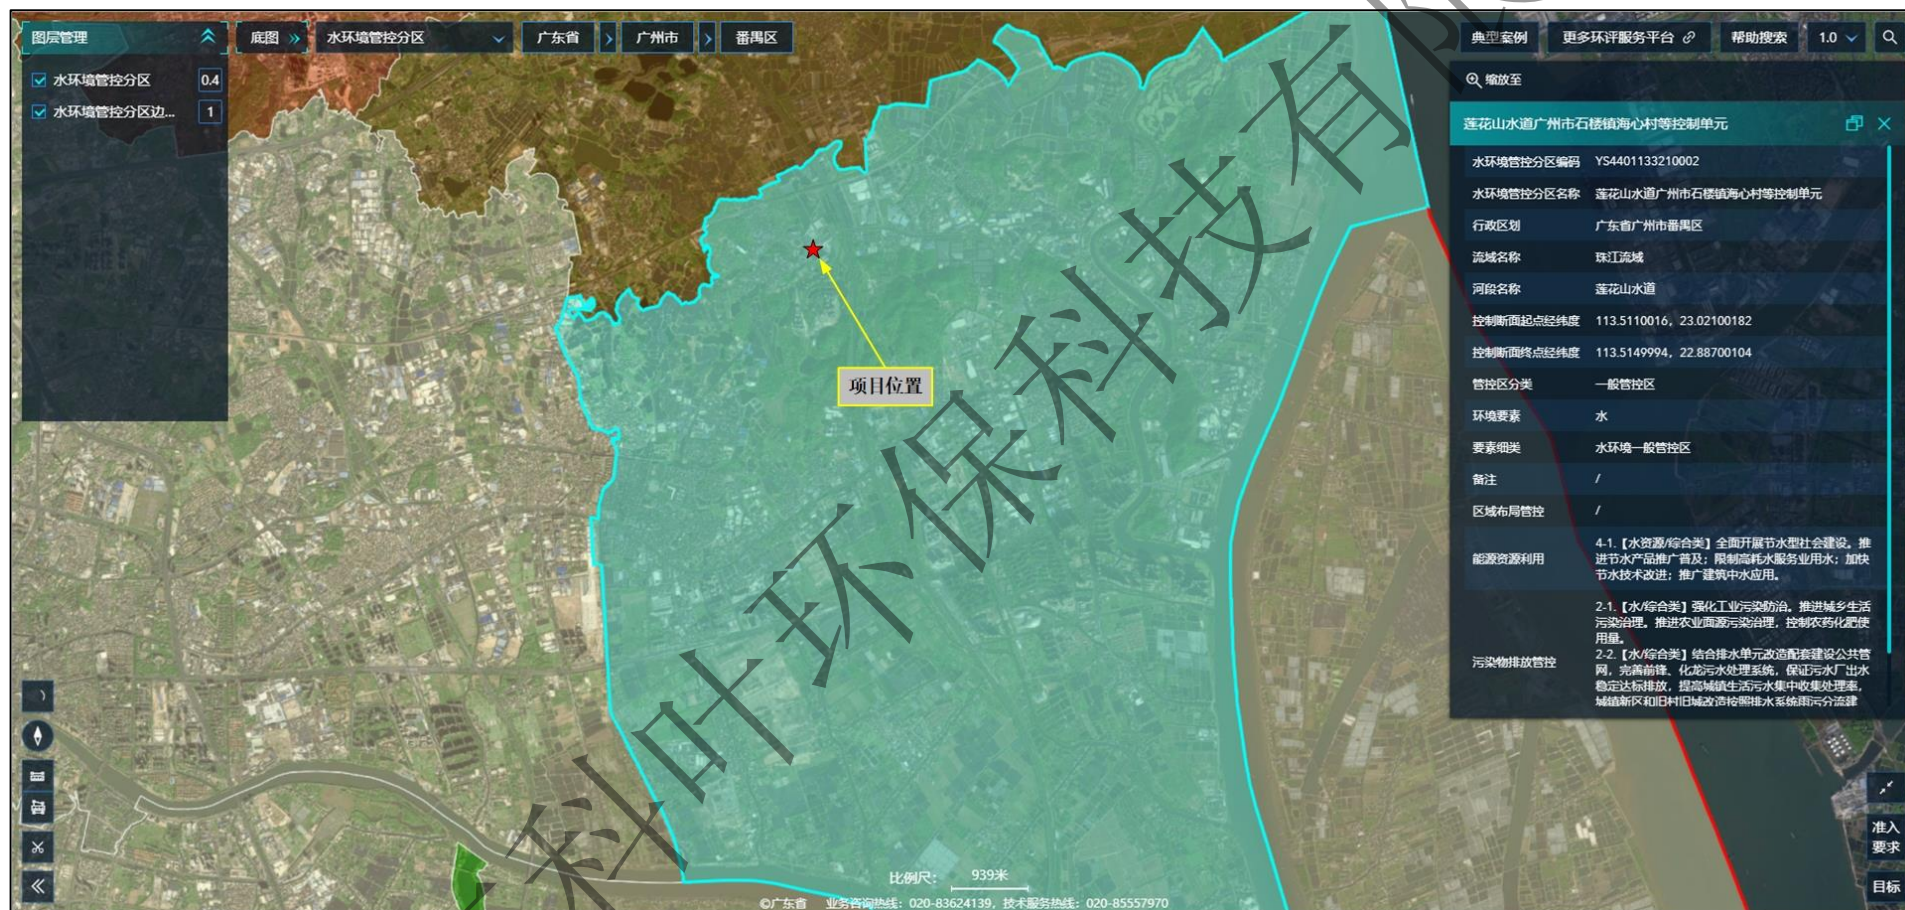 图层管理
水环境管控分区 0.4
水环境管控分区边... 1
底图 » 水环境管控分区 广东省 > 广州市 > 番禺区
典型案例 更多环评服务平台 帮助搜索 1.0
缩放至
莲花山水道广州市石楼镇海心村等控制单元
水环境管控分区编码 YS4401133210002
水环境管控分区名称 莲花山水道广州市石楼镇海心村等控制单元
行政区划 广东省广州市番禺区
流域名称 珠江流域
河段名称 莲花山水道
控制断面起点经纬度 113.5110016, 23.02100182
控制断面终点经纬度 113.5149994, 22.88700104
管控区分类 一般管控区
环境要素 水
要素细类 水环境一般管控区
备注 /
区域布局管控 /
能源资源利用
4-1.【水资源/综合类】全面开展节水型社会建设。推
进节水产品推广普及；限制高耗水服务业用水；加快
节水技术改进；推广建筑中水应用。
污染物排放管控
2-1.【水/综合类】强化工业污染防治。推进城乡生活
污染治理。推进农业面源污染治理，控制农药化肥使
用量。
2-2.【水/综合类】结合排水单元改造配套建设公共管
网，完善前锋、化龙污水处理系统，保证污水厂出水
稳定达标排放，提高城镇生活污水集中收集处理率，
城镇新区和旧村旧城改造按照排水系统雨污分流建
项目位置
准入
要求
目标
比例尺： 939米
©广东省 业务咨询热线：020-83624139，技术服务热线：020-85557970
科叶环保科技有